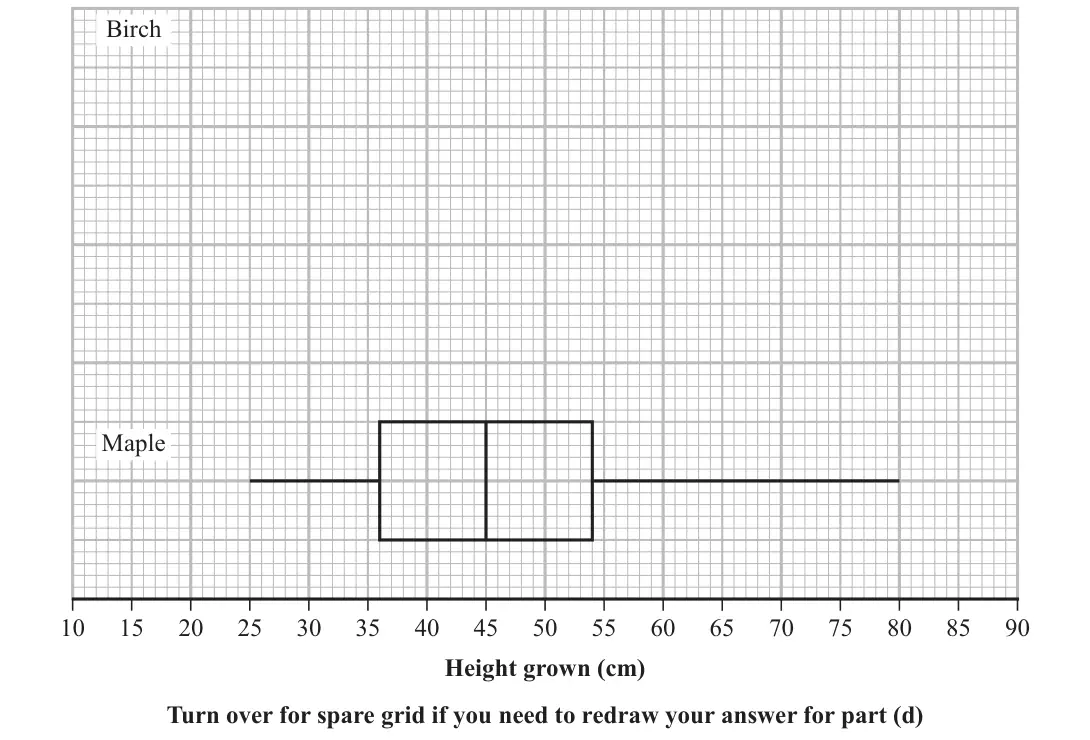 Birch
Maple
10 15 20 25 30 35 40 45 50 55 60 65 70 75 80 85 90
Height grown (cm)
Turn over for spare grid if you need to redraw your answer for part (d)